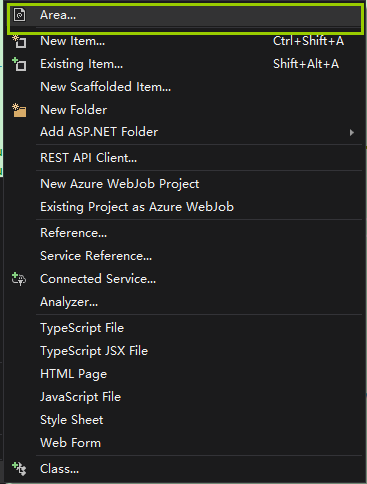 Area...
New Item... Ctrl+Shift+A
Existing Item... Shift+Alt+A
New Scaffolded Item...
New Folder
Add ASP.NET Folder
REST API Client...
New Azure WebJob Project
Existing Project as Azure WebJob
Reference...
Service Reference...
Connected Service...
Analyzer...
TypeScript File
TypeScript JSX File
HTML Page
JavaScript File
Style Sheet
Web Form
Class...